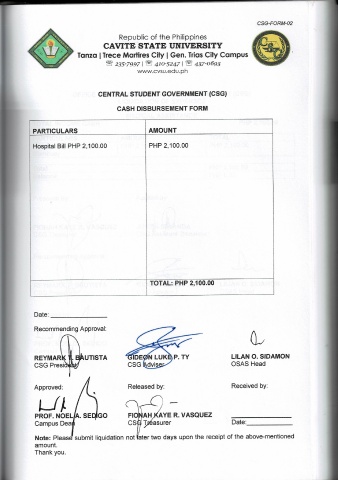 CSG-FORM-02
Republic of the Philippines
CAVITE STATE UNIVERSITY
Tanza | Trece Martires City | Gen. Trias City Campus
☏ 235-7997 | ☏ 410-5247 | ☏ 437-0693
www.cvsu.edu.ph
CENTRAL STUDENT GOVERNMENT (CSG)
CASH DISBURSEMENT FORM
PARTICULARS AMOUNT
Hospital Bill PHP 2,100.00 PHP 2,100.00
TOTAL: PHP 2,100.00
Date: _______________
Recommending Approval:
REYMARK T. BAUTISTA GIDEON LUKE P. TY LILAN O. SIDAMON
CSG President CSG Adviser OSAS Head
Approved: Released by: Received by:
PROF. NOEL A. SEDIGO FIONAH KAYE R. VASQUEZ _______________
Campus Dean CSG Treasurer Date:_______________
Note: Please submit liquidation not later two days upon the receipt of the above-mentioned
amount.
Thank you.